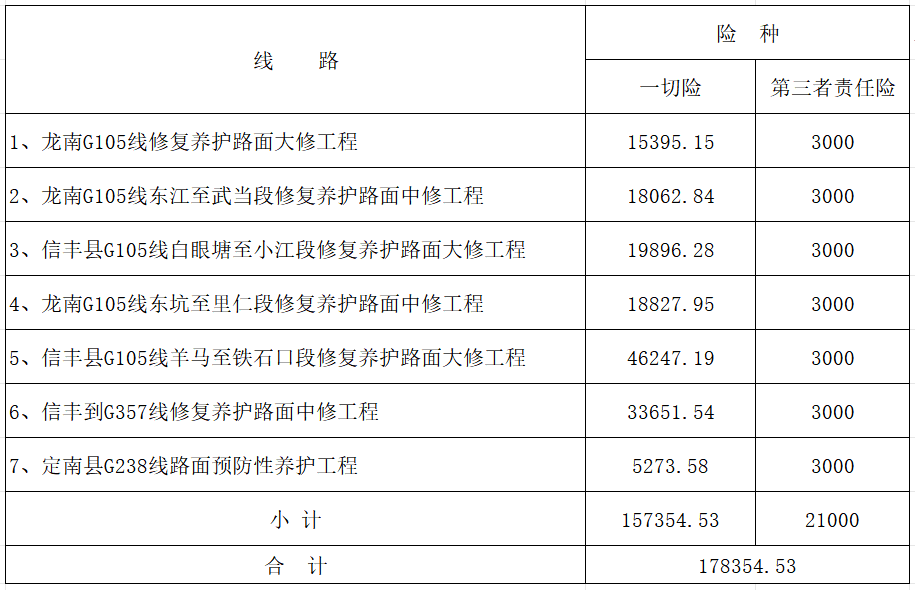 线 路
险 种
一切险 第三者责任险
1、龙南G105线修复养护路面大修工程 15395.15 3000
2、龙南G105线东江至武当段修复养护路面中修工程 18062.84 3000
3、信丰县G105线白眼塘至小江段修复养护路面大修工程 19896.28 3000
4、龙南G105线东坑至里仁段修复养护路面中修工程 18827.95 3000
5、信丰县G105线羊马至铁石口段修复养护路面大修工程 46247.19 3000
6、信丰到G357线修复养护路面中修工程 33651.54 3000
7、定南县G238线路面预防性养护工程 5273.58 3000
小 计 157354.53 21000
合 计 178354.53